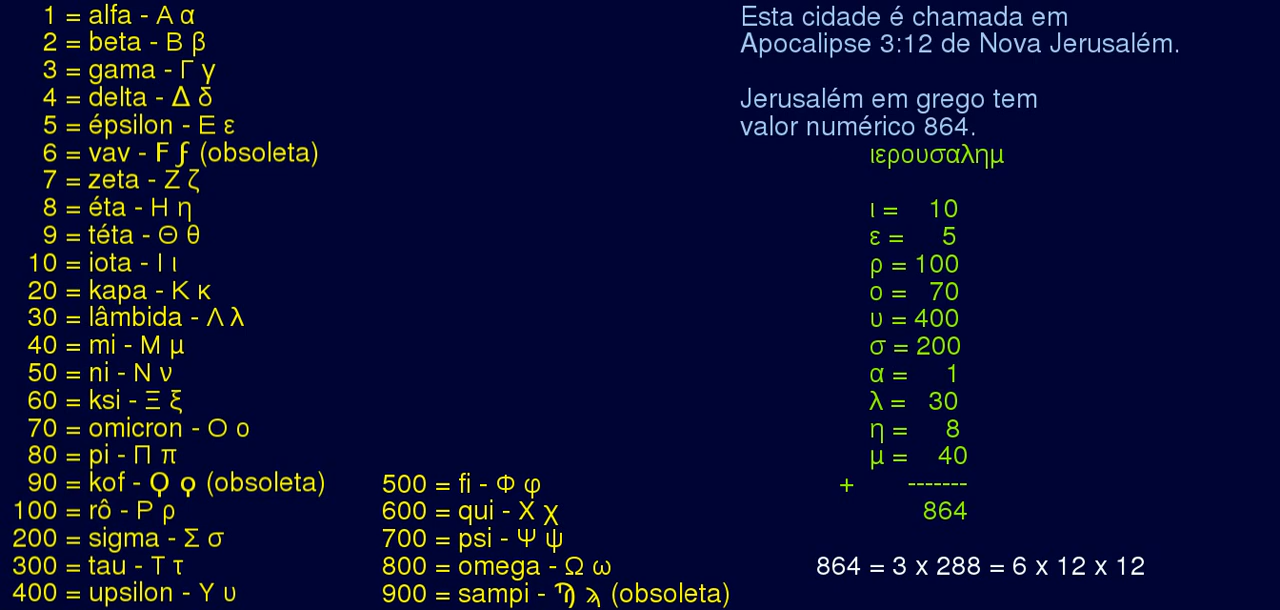 1 = alfa - Α α
2 = beta - Β β
3 = gama - Γ γ
4 = delta - Δ δ
5 = épsilon - Ε ε
6 = vav - Ϝ ϝ (obsoleta)
7 = zeta - Ζ ζ
8 = éta - Η η
9 = téta - Θ θ
10 = iota - Ι ι
20 = kapa - Κ κ
30 = lâmbida - Λ λ
40 = mi - Μ μ
50 = ni - Ν ν
60 = ksi - Ξ ξ
70 = omicron - Ο ο
80 = pi - Π π
90 = kof - Ϙ ϙ (obsoleta)
100 = rô - Ρ ρ
200 = sigma - Σ σ
300 = tau - Τ τ
400 = upsilon - Υ υ
500 = fi - Φ φ
600 = qui - Χ χ
700 = psi - Ψ ψ
800 = omega - Ω ω
900 = sampi - Ϡ ϡ (obsoleta)
Esta cidade é chamada em
Apocalipse 3:12 de Nova Jerusalém.
Jerusalém em grego tem
valor numérico 864.
ιερουσαλημ
ι = 10
ε = 5
ρ = 100
ο = 70
υ = 400
σ = 200
α = 1
λ = 30
η = 8
μ = 40
+ -------
864
864 = 3 x 288 = 6 x 12 x 12